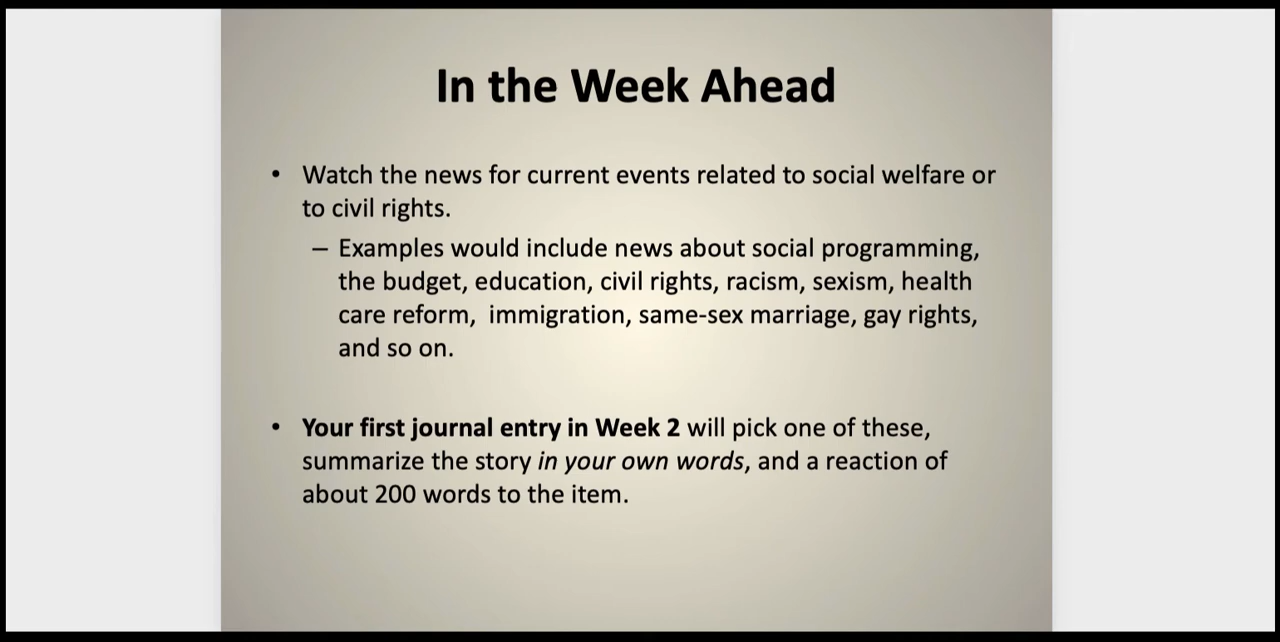 In the Week Ahead
• Watch the news for current events related to social welfare or
to civil rights.
– Examples would include news about social programming,
the budget, education, civil rights, racism, sexism, health
care reform,  immigration, same-sex marriage, gay rights,
and so on.
• Your first journal entry in Week 2 will pick one of these,
summarize the story in your own words, and a reaction of
about 200 words to the item.